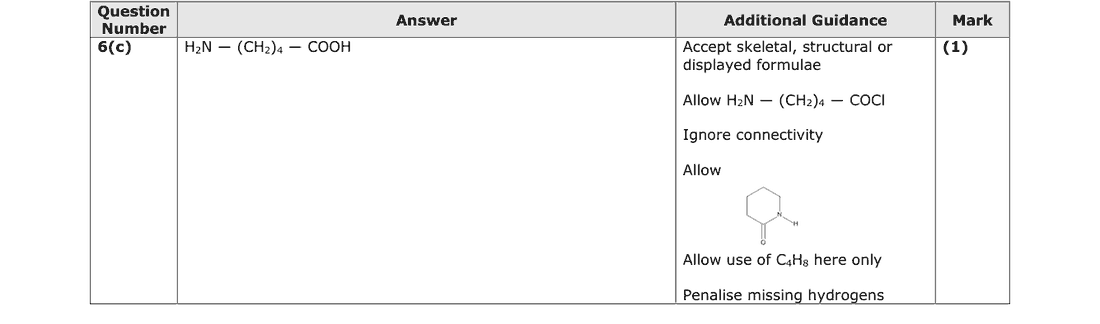 Question Number
Answer
Additional Guidance
Mark
6(c)
H₂N — (CH₂)₄ — COOH
Accept skeletal, structural or
displayed formulae
(1)
Allow H₂N — (CH₂)₄ — COCl
Ignore connectivity
Allow
N
H
O
Allow use of C₄H₈ here only
Penalise missing hydrogens